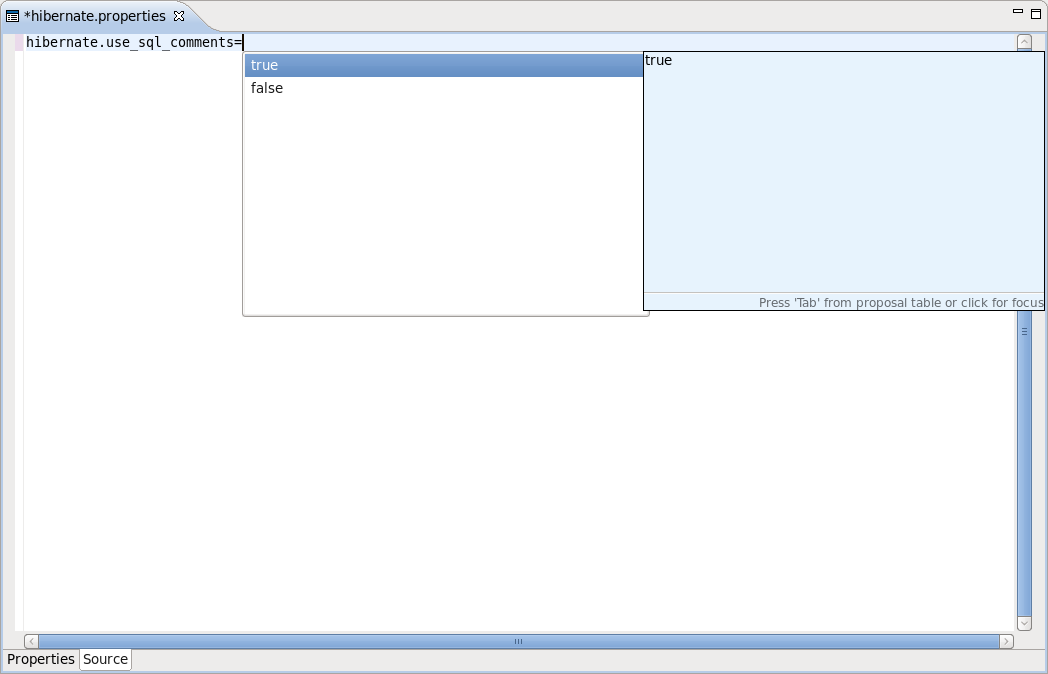 *hibernate.properties
hibernate.use_sql_comments=
true
false
true
Press 'Tab' from proposal table or click for focus
Properties
Source